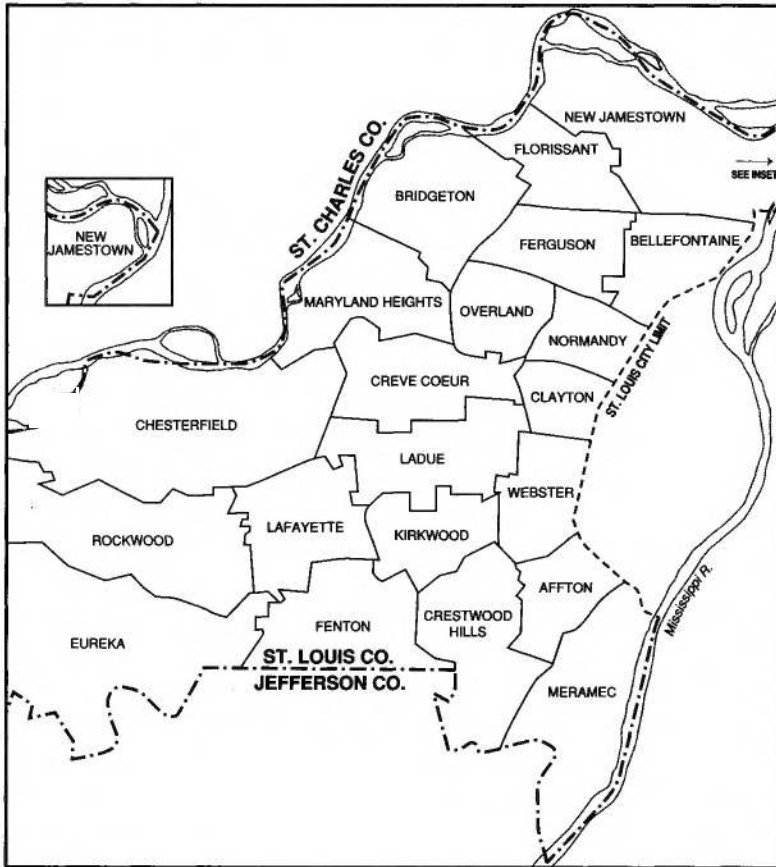 NEW JAMESTOWN
FLORISSANT
SEE INSET
ST. CHARLES CO.
BRIDGETON
NEW
JAMESTOWN
FERGUSON
BELLEFONTAINE
MARYLAND HEIGHTS
OVERLAND
NORMANDY
ST. LOUIS CITY LIMIT
CREVE COEUR
CLAYTON
CHESTERFIELD
LADUE
WEBSTER
LAFAYETTE
ROCKWOOD
KIRKWOOD
AFFTON
Mississippi R.
CRESTWOOD
HILLS
FENTON
EUREKA
ST. LOUIS CO.
JEFFERSON CO.
MERAMEC